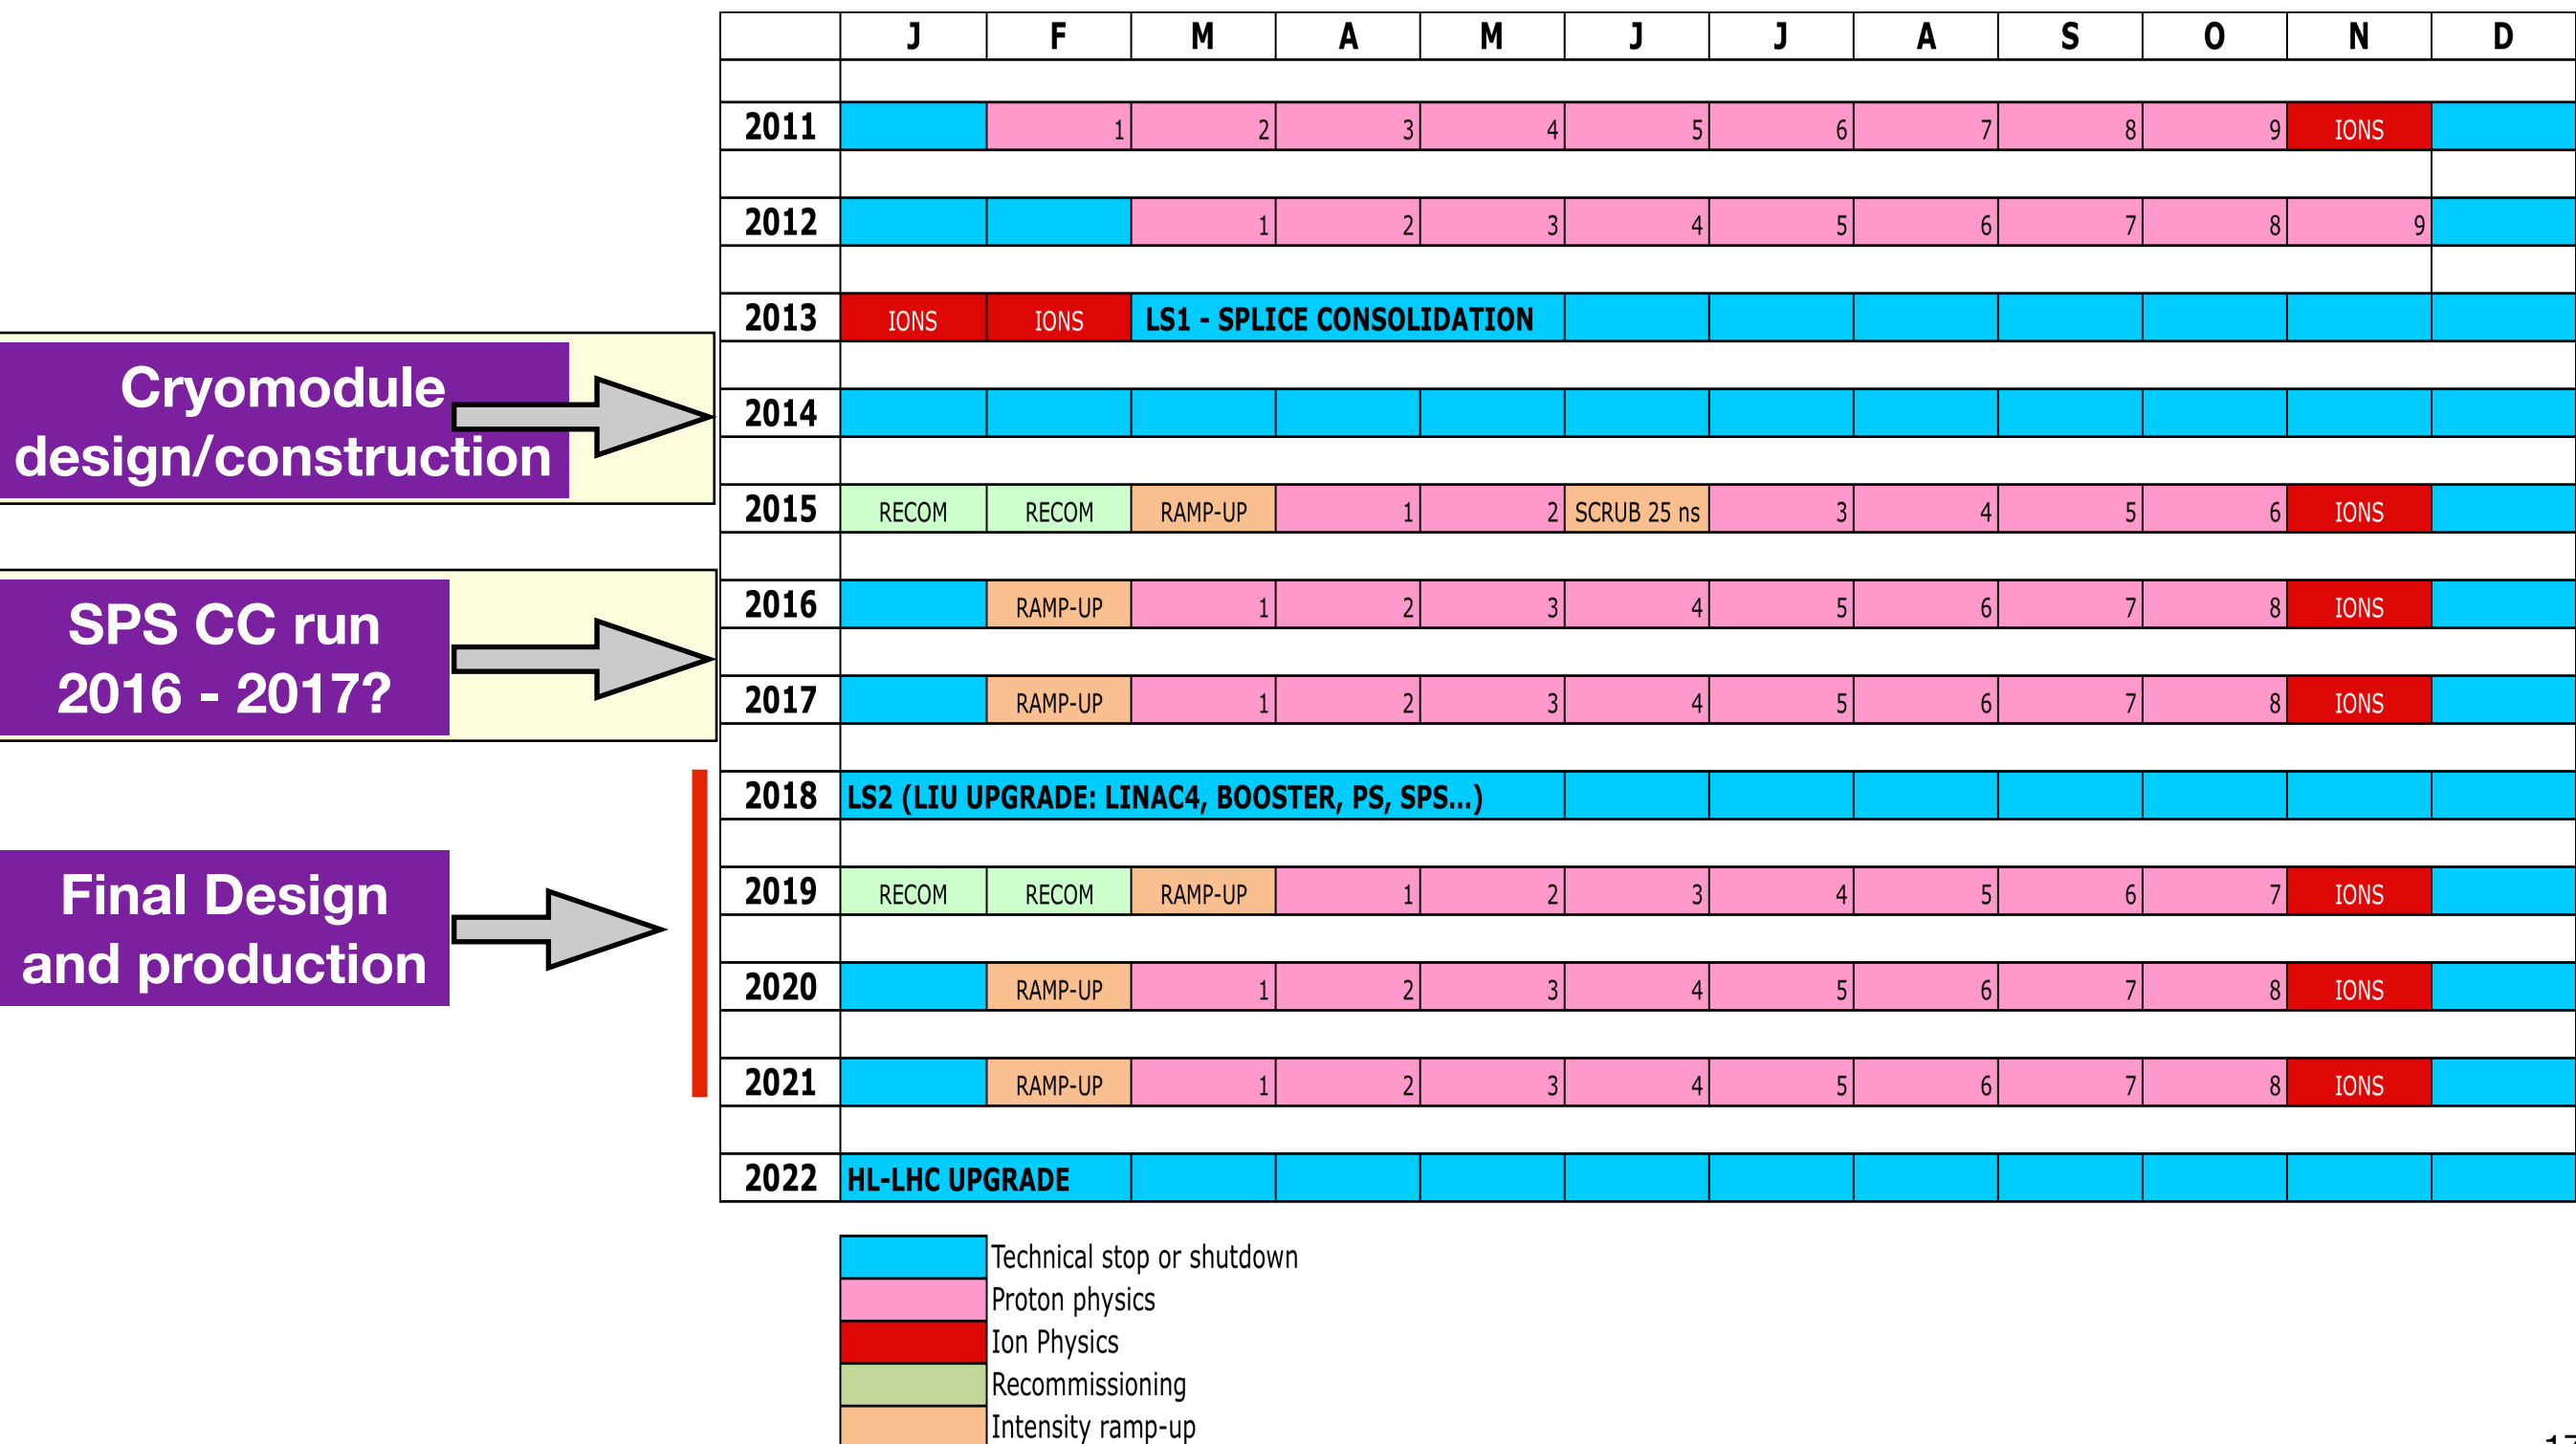 J F M A M J J A S O N D
2011 1 2 3 4 5 6 7 8 9 IONS
2012 1 2 3 4 5 6 7 8 9
2013 IONS IONS LS1 - SPLICE CONSOLIDATION
Cryomodule
design/construction
2014
2015 RECOM RECOM RAMP-UP 1 2 SCRUB 25 ns 3 4 5 6 IONS
SPS CC run
2016 - 2017?
2016 RAMP-UP 1 2 3 4 5 6 7 8 IONS
2017 RAMP-UP 1 2 3 4 5 6 7 8 IONS
2018 LS2 (LIU UPGRADE: LINAC4, BOOSTER, PS, SPS...)
Final Design
and production
2019 RECOM RECOM RAMP-UP 1 2 3 4 5 6 7 IONS
2020 RAMP-UP 1 2 3 4 5 6 7 8 IONS
2021 RAMP-UP 1 2 3 4 5 6 7 8 IONS
2022 HL-LHC UPGRADE
Technical stop or shutdown
Proton physics
Ion Physics
Recommissioning
Intensity ramp-up